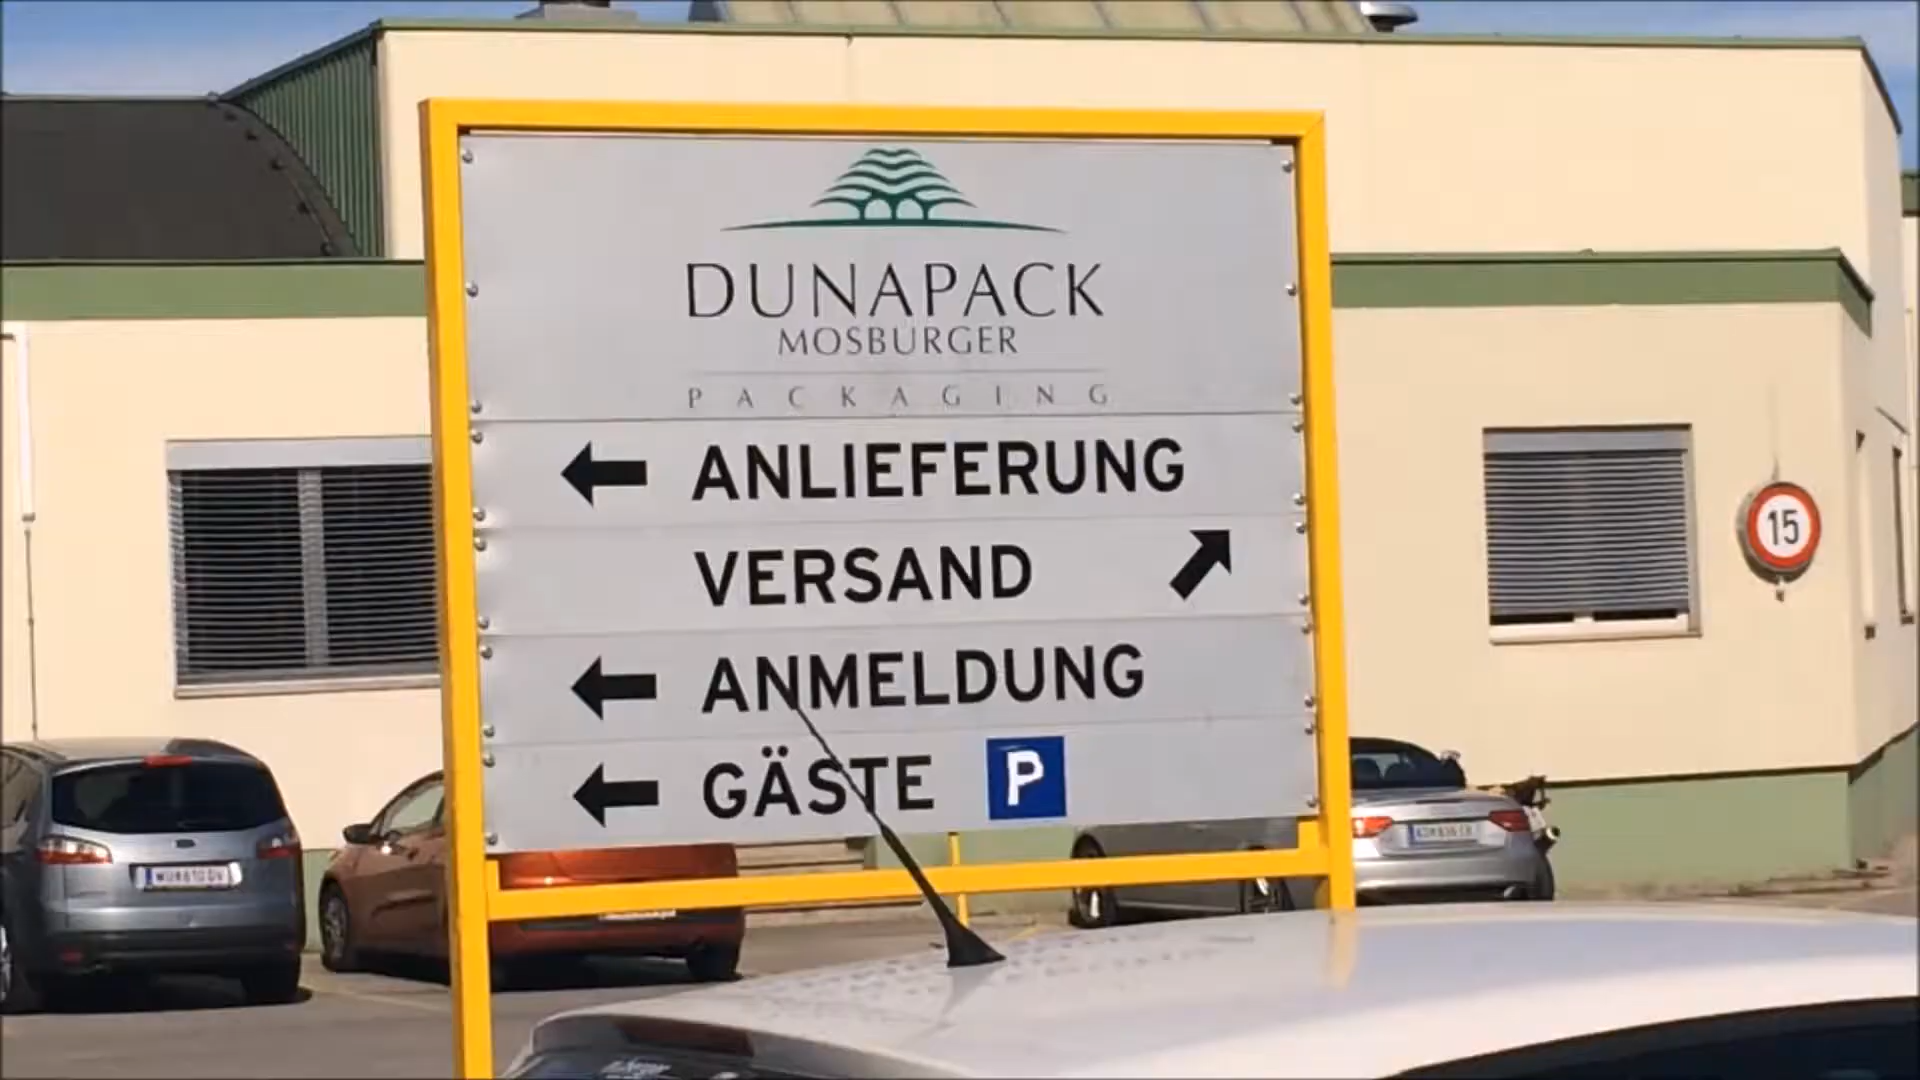 DUNAPACK
MOSBURGER
PACKAGING
ANLIEFERUNG
VERSAND
ANMELDUNG
GÄSTE P
15